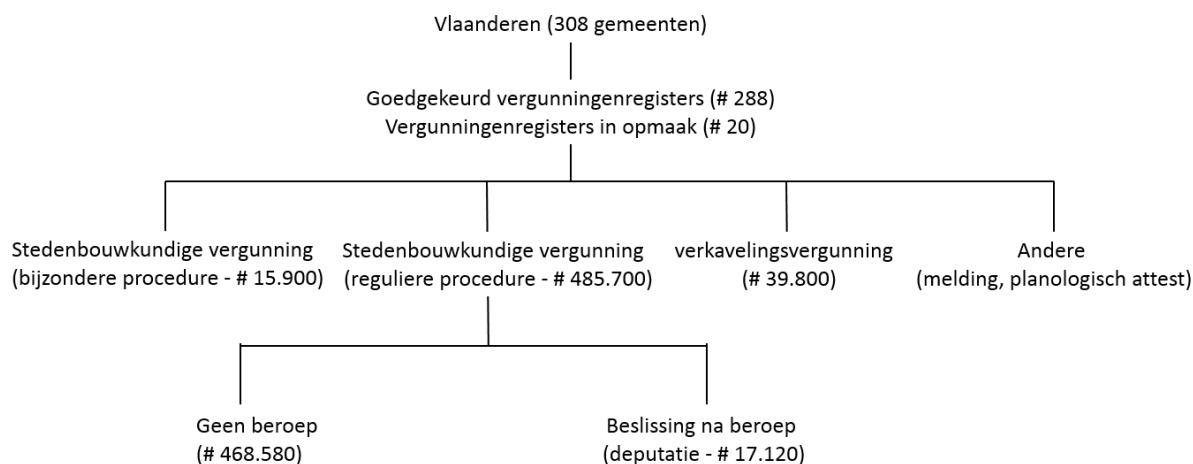 Vlaanderen (308 gemeenten)
Goedgekeurd vergunningenregisters (# 288)
Vergunningenregisters in opmaak (# 20)
Stedenbouwkundige vergunning
(bijzondere procedure - # 15.900)
Stedenbouwkundige vergunning
(reguliere procedure - # 485.700)
verkavelingsvergunning
(# 39.800)
Andere
(melding, planologisch attest)
Geen beroep
(# 468.580)
Beslissing na beroep
(deputatie - # 17.120)